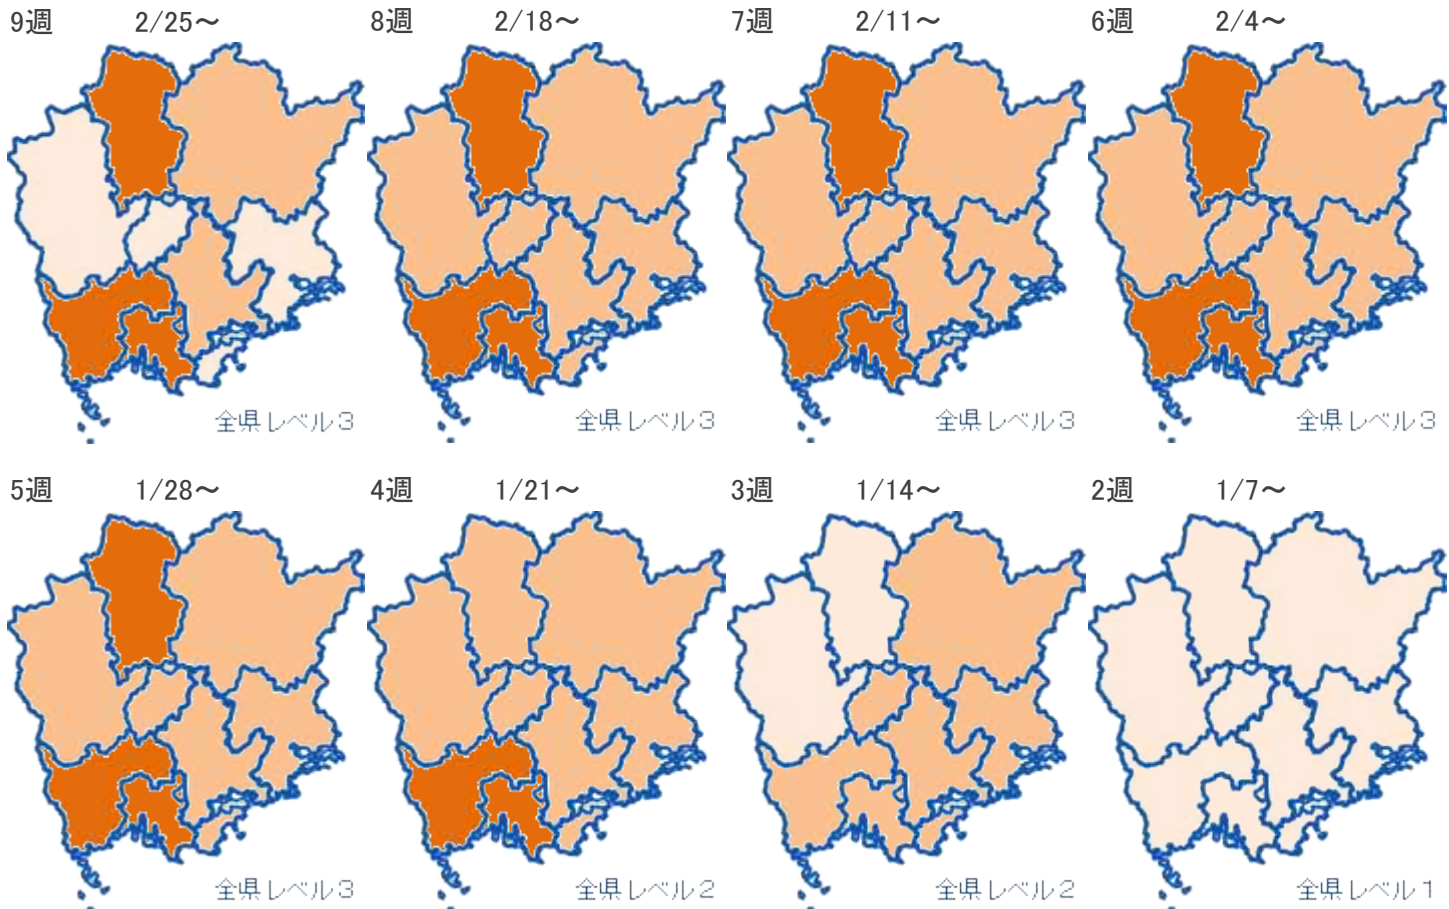 9週 2/25～
8週 2/18～
7週 2/11～
6週 2/4～
全県レベル３
全県レベル３
全県レベル３
全県レベル３
5週 1/28～
4週 1/21～
3週 1/14～
2週 1/7～
全県レベル３
全県レベル２
全県レベル２
全県レベル１